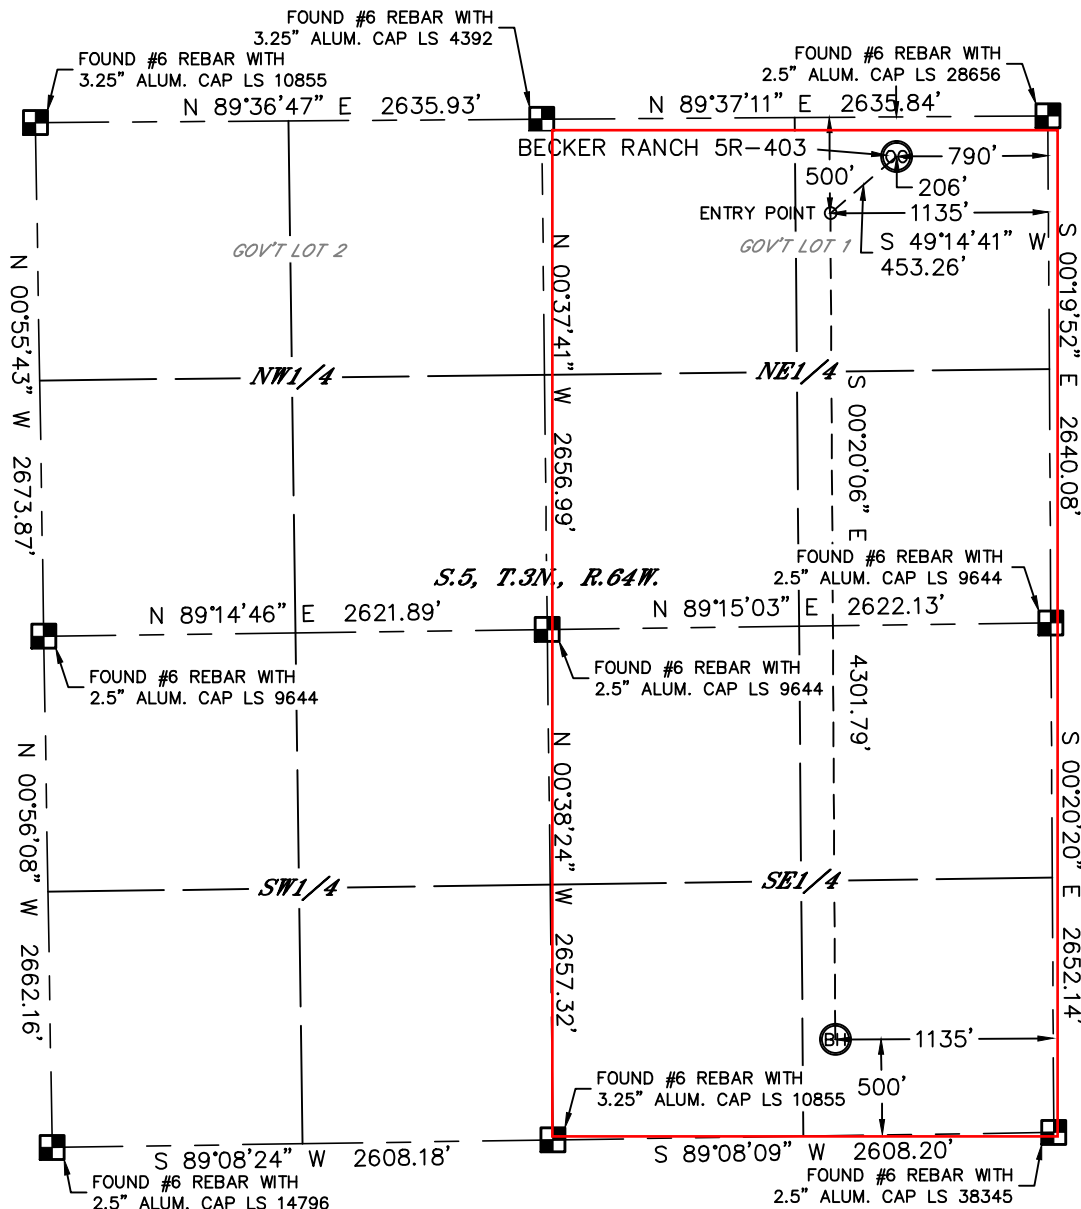 FOUND #6 REBAR WITH
3.25" ALUM. CAP LS 4392
FOUND #6 REBAR WITH
3.25" ALUM. CAP LS 10855
FOUND #6 REBAR WITH
2.5" ALUM. CAP LS 28656
N 89°36'47" E 2635.93'
N 89°37'11" E 2635.84'
BECKER RANCH 5R-403
790'
500'
206'
ENTRY POINT
1135'
GOV'T LOT 2
GOV'T LOT 1
S 49°14'41" W
453.26'
N 00°55'43" W 2673.87'
N 00°37'41" W 2656.99'
S 00°19'52" E 2640.08'
NW1/4
NE1/4
S 00°20'06" E 4301.79'
S.5, T.3N., R.64W.
FOUND #6 REBAR WITH
2.5" ALUM. CAP LS 9644
N 89°14'46" E 2621.89'
N 89°15'03" E 2622.13'
FOUND #6 REBAR WITH
2.5" ALUM. CAP LS 9644
FOUND #6 REBAR WITH
2.5" ALUM. CAP LS 9644
N 00°56'08" W 2662.16'
N 00°38'24" W 2657.32'
S 00°20'20" E 2652.14'
SW1/4
SE1/4
BH
1135'
500'
FOUND #6 REBAR WITH
3.25" ALUM. CAP LS 10855
S 89°08'24" W 2608.18'
S 89°08'09" W 2608.20'
FOUND #6 REBAR WITH
2.5" ALUM. CAP LS 14796
FOUND #6 REBAR WITH
2.5" ALUM. CAP LS 38345